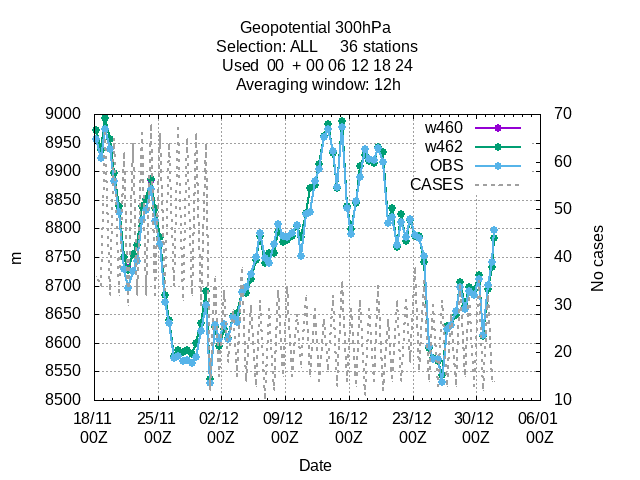 Geopotential 300hPa
Selection: ALL 36 stations
Used 00 + 00 06 12 18 24
Averaging window: 12h
9000
8950
8900
8850
8800
8750
8700
8650
8600
8550
8500
m
70
60
50
40
30
20
10
No cases
w460
w462
OBS
CASES
18/11 25/11 02/12 09/12 16/12 23/12 30/12 06/01
00Z 00Z 00Z 00Z 00Z 00Z 00Z 00Z
Date